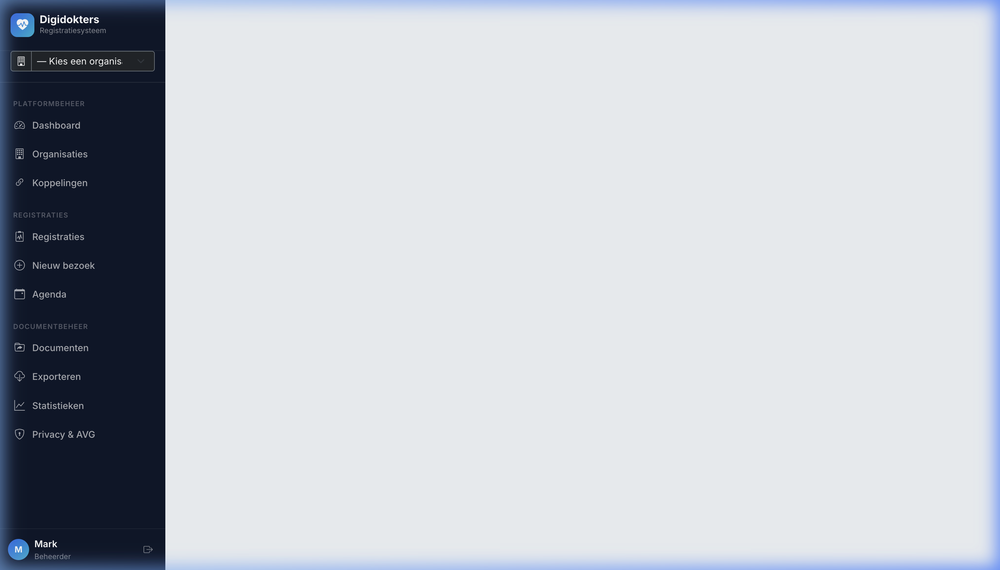 Digidokters
Registratiesysteem
— Kies een organis
PLATFORMBEHEER
Dashboard
Organisaties
Koppelingen
REGISTRATIES
Registraties
Nieuw bezoek
Agenda
DOCUMENTBEHEER
Documenten
Exporteren
Statistieken
Privacy & AVG
M
Mark
Beheerder